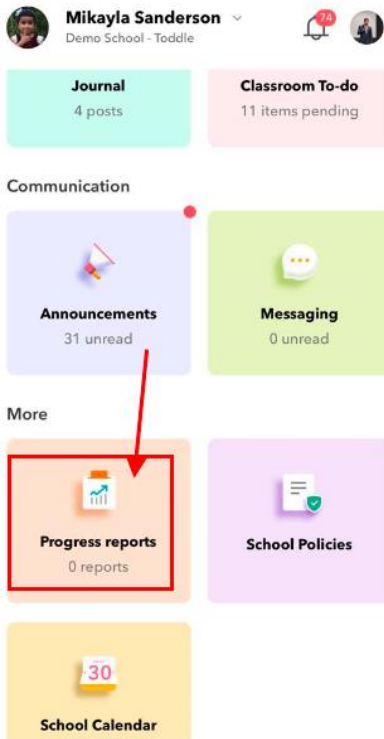 Mikayla Sanderson
74
Demo School - Toddle
Journal
4 posts
Classroom To-do
11 items pending
Communication
Announcements
31 unread
Messaging
0 unread
More
Progress reports
0 reports
School Policies
30
School Calendar